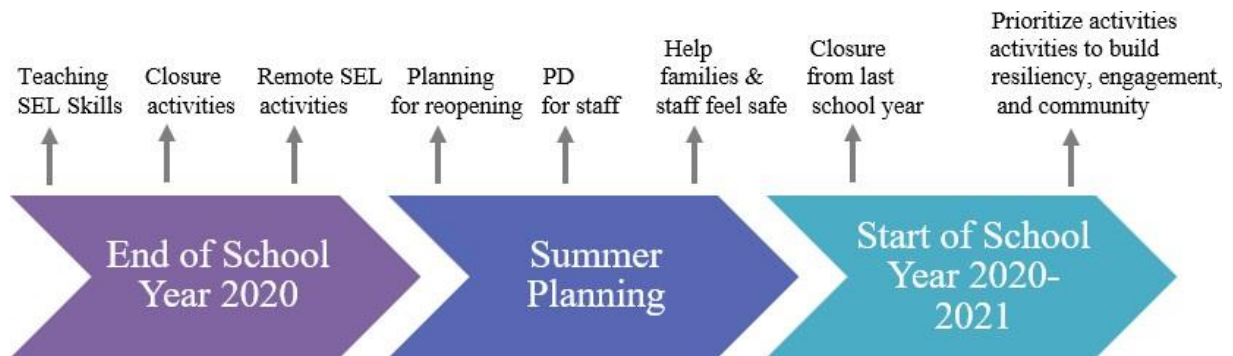 Teaching
SEL Skills
Closure
activities
Remote SEL
activities
Planning
for reopening
PD
for staff
Help
families &
staff feel safe
Closure
from last
school year
Prioritize activities
activities to build
resiliency, engagement,
and community
End of School
Year 2020
Summer
Planning
Start of School
Year 2020-
2021